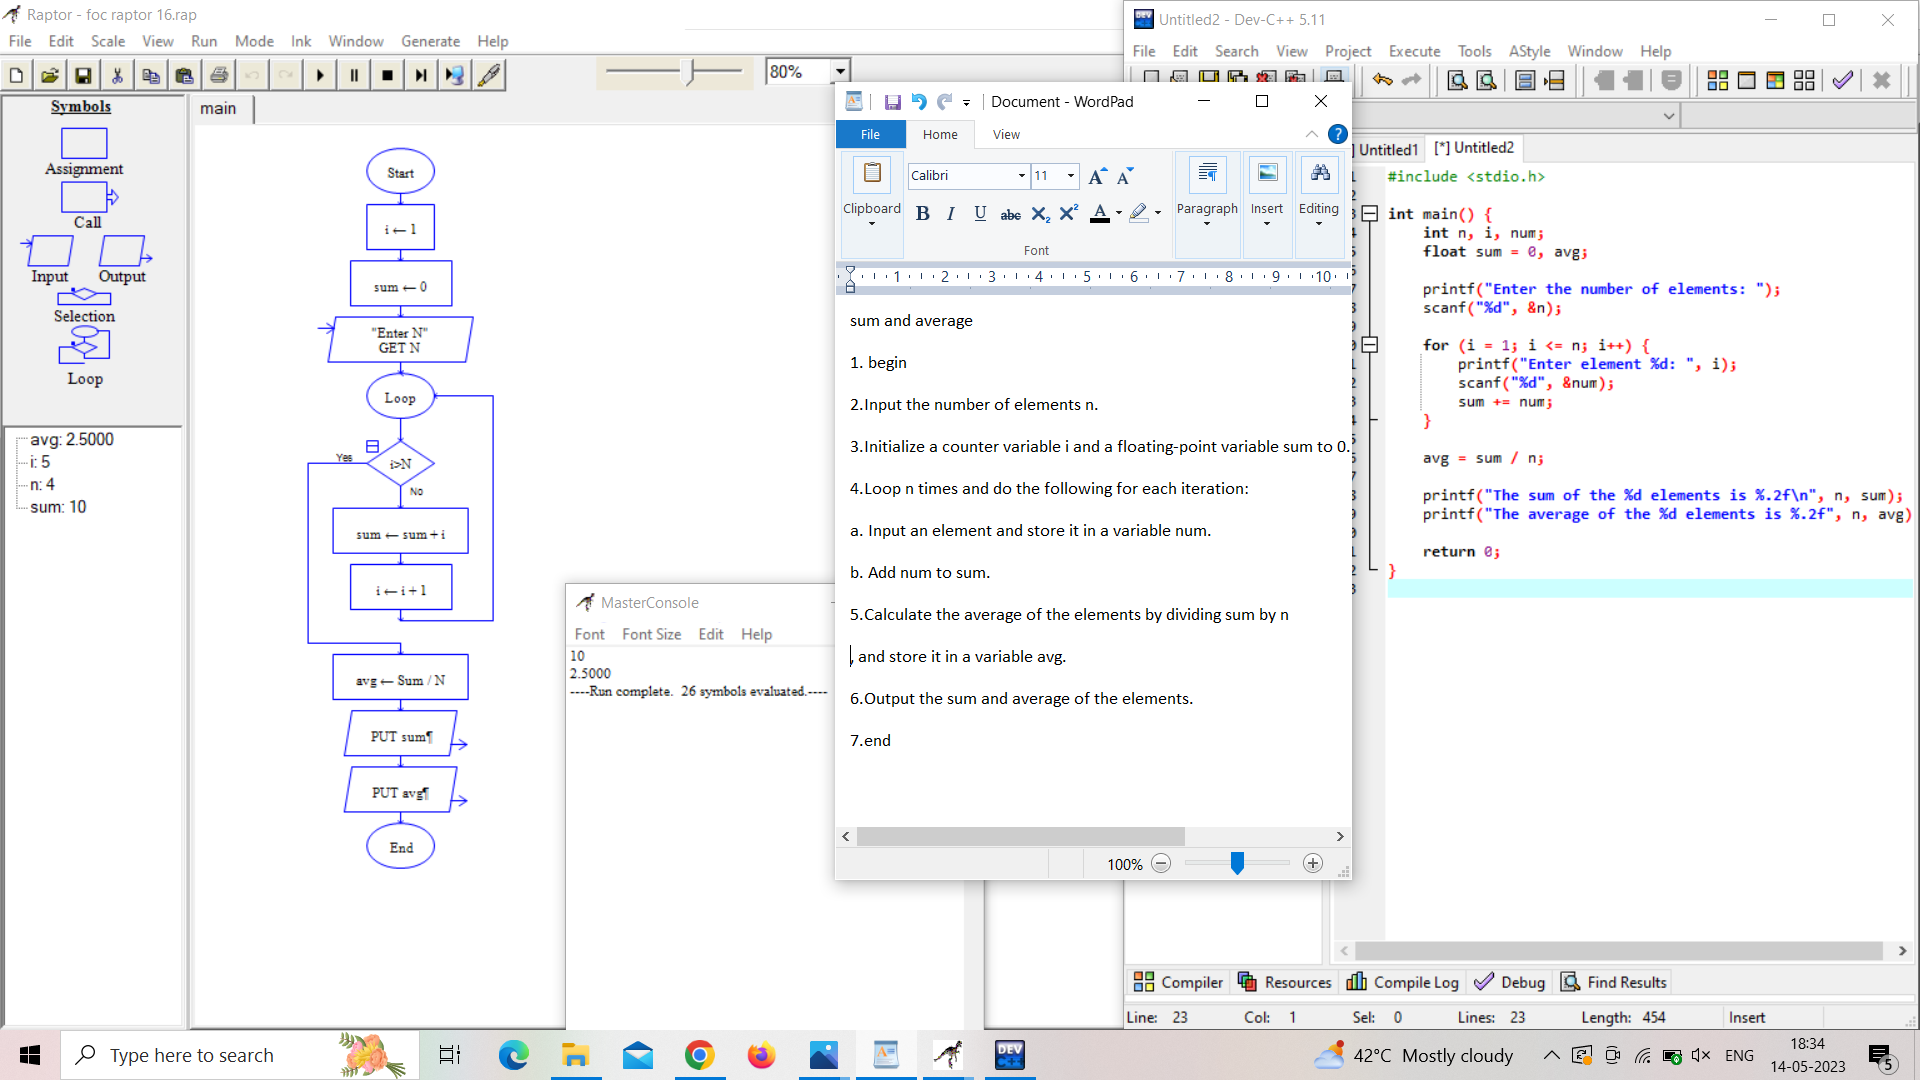 Raptor - foc raptor 16.rap
File Edit Scale View Run Mode Ink Window Generate Help
80%
Symbols
Assignment
Call
Input Output
Selection
Loop
avg: 2.5000
i: 5
n: 4
sum: 10
main
Start
i ← 1
sum ← 0
"Enter N"
GET N
Loop
Yes
i>N
No
sum ← sum + i
i ← i + 1
avg ← Sum / N
PUT sum¶
PUT avg¶
End
MasterConsole
Font Font Size Edit Help
10
2.5000
----Run complete. 26 symbols evaluated.----
Document - WordPad
File Home View
Clipboard
Calibri 11
B I U abc X₂ X² A
Font
Paragraph
Insert
Editing
1 2 3 4 5 6 7 8 9 10
sum and average
1. begin
2.Input the number of elements n.
3.Initialize a counter variable i and a floating-point variable sum to 0.
4.Loop n times and do the following for each iteration:
a. Input an element and store it in a variable num.
b. Add num to sum.
5.Calculate the average of the elements by dividing sum by n
, and store it in a variable avg.
6.Output the sum and average of the elements.
7.end
100%
Untitled2 - Dev-C++ 5.11
File Edit Search View Project Execute Tools AStyle Window Help
Untitled1 [*] Untitled2
#include <stdio.h>
int main() {
int n, i, num;
float sum = 0, avg;
printf("Enter the number of elements: ");
scanf("%d", &n);
for (i = 1; i <= n; i++) {
printf("Enter element %d: ", i);
scanf("%d", &num);
sum += num;
}
avg = sum / n;
printf("The sum of the %d elements is %.2f\n", n, sum);
printf("The average of the %d elements is %.2f", n, avg)
return 0;
}
Compiler Resources Compile Log Debug Find Results
Line: 23 Col: 1 Sel: 0 Lines: 23 Length: 454 Insert
Type here to search
DEV C++
42°C Mostly cloudy
ENG
18:34
14-05-2023
5